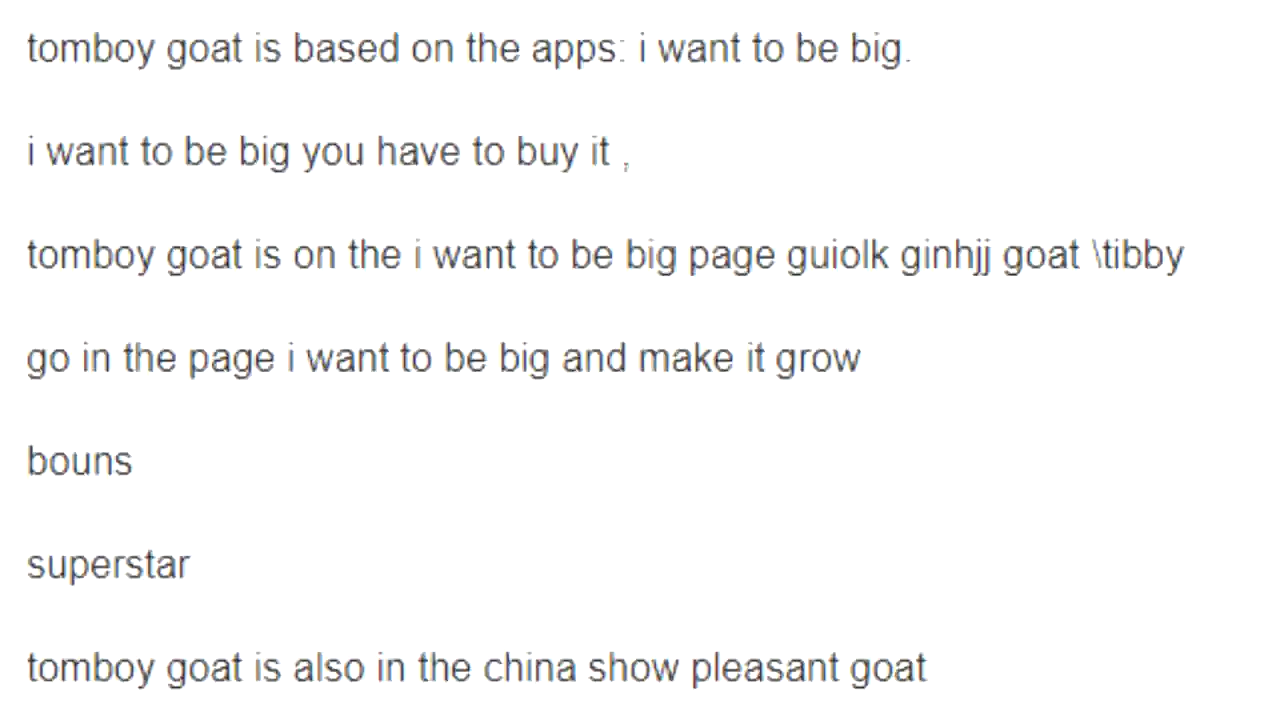 tomboy goat is based on the apps: i want to be big.
i want to be big you have to buy it ,
tomboy goat is on the i want to be big page guiolk ginhjj goat \tibby
go in the page i want to be big and make it grow
bouns
superstar
tomboy goat is also in the china show pleasant goat